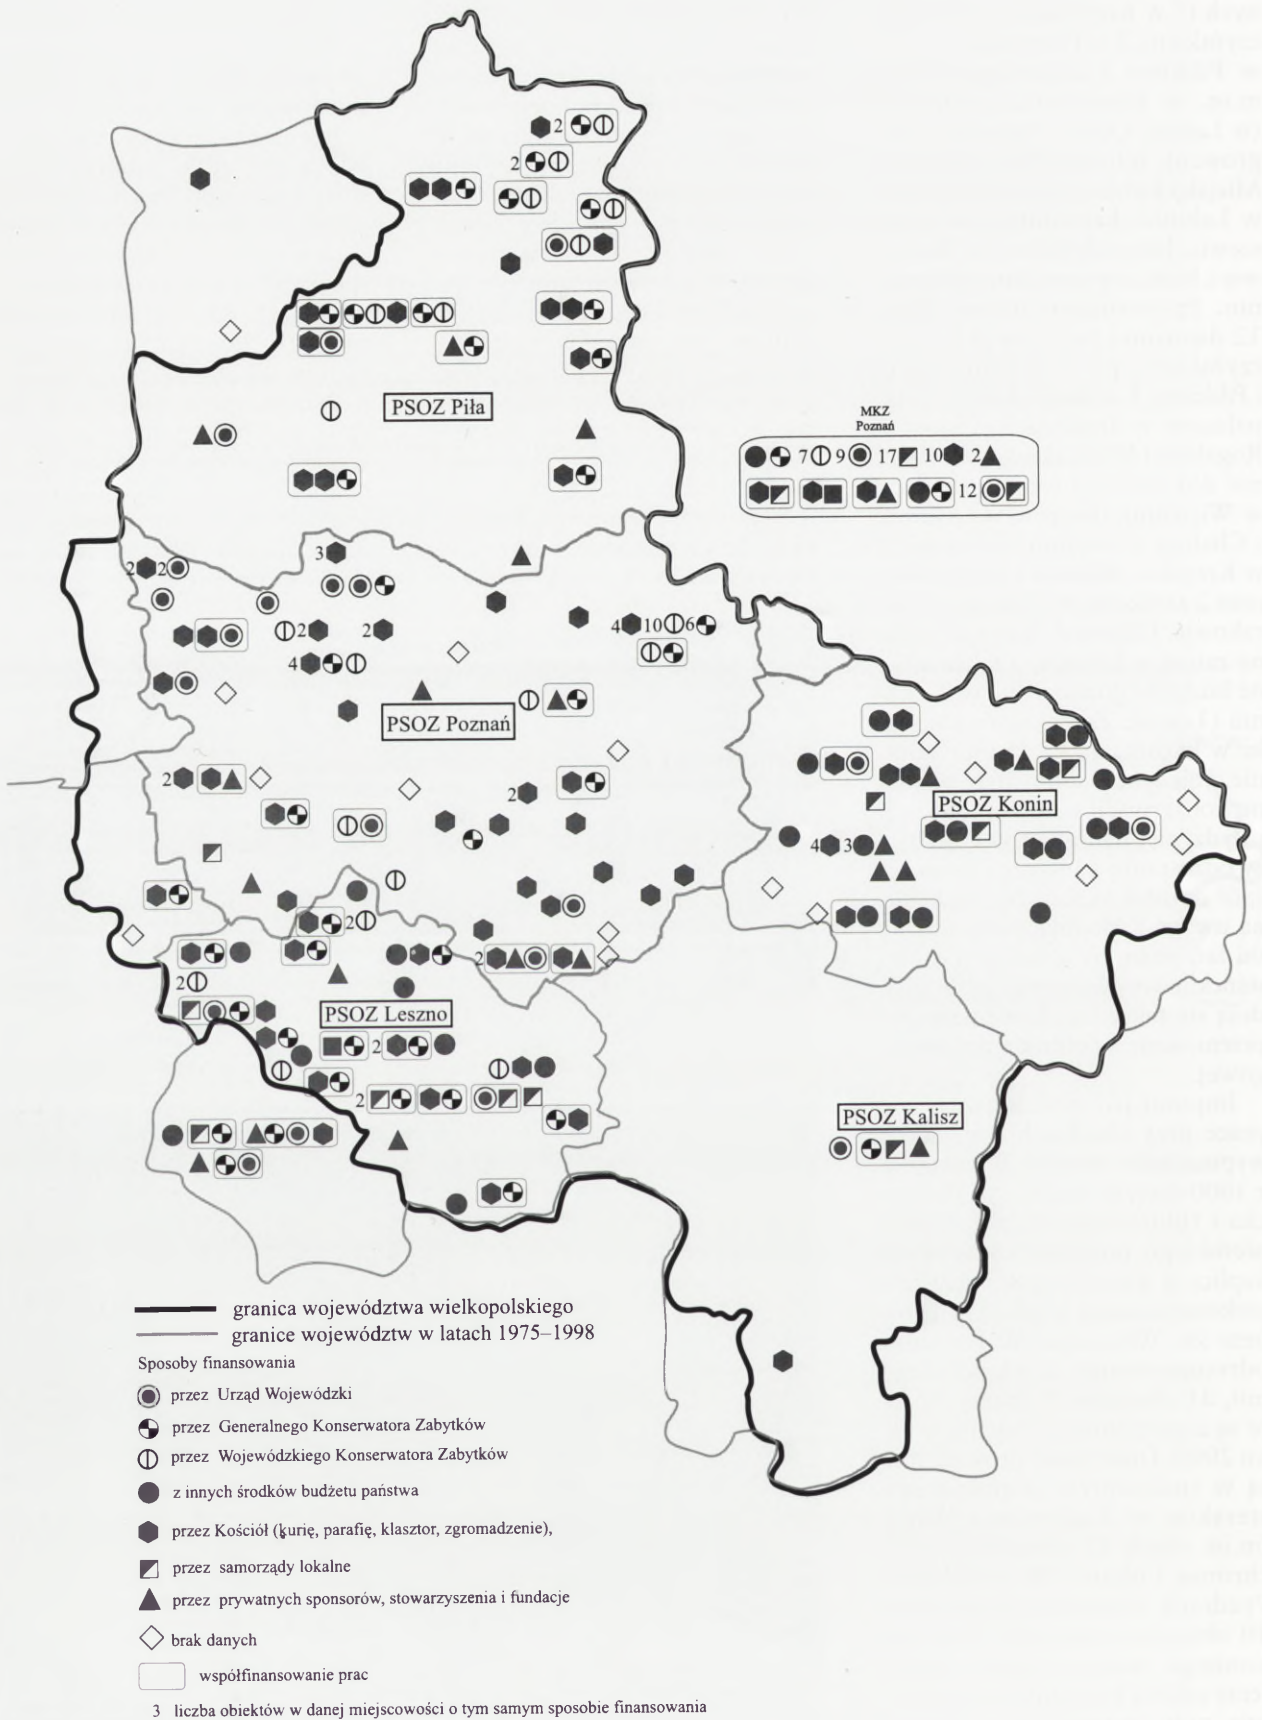 2
2
PSOZ Piła
MKZ
Poznań
7 9 17 10 2
12
3
2 2
2 2
4 10 6
4
PSOZ Poznań
2
2
PSOZ Konin
4 3
2
2
2
PSOZ Leszno
2
2
PSOZ Kalisz
granica województwa wielkopolskiego
granice województw w latach 1975–1998
Sposoby finansowania
przez Urząd Wojewódzki
przez Generalnego Konserwatora Zabytków
przez Wojewódzkiego Konserwatora Zabytków
z innych środków budżetu państwa
przez Kościół (kurię, parafię, klasztor, zgromadzenie),
przez samorządy lokalne
przez prywatnych sponsorów, stowarzyszenia i fundacje
brak danych
współfinansowanie prac
3 liczba obiektów w danej miejscowości o tym samym sposobie finansowania